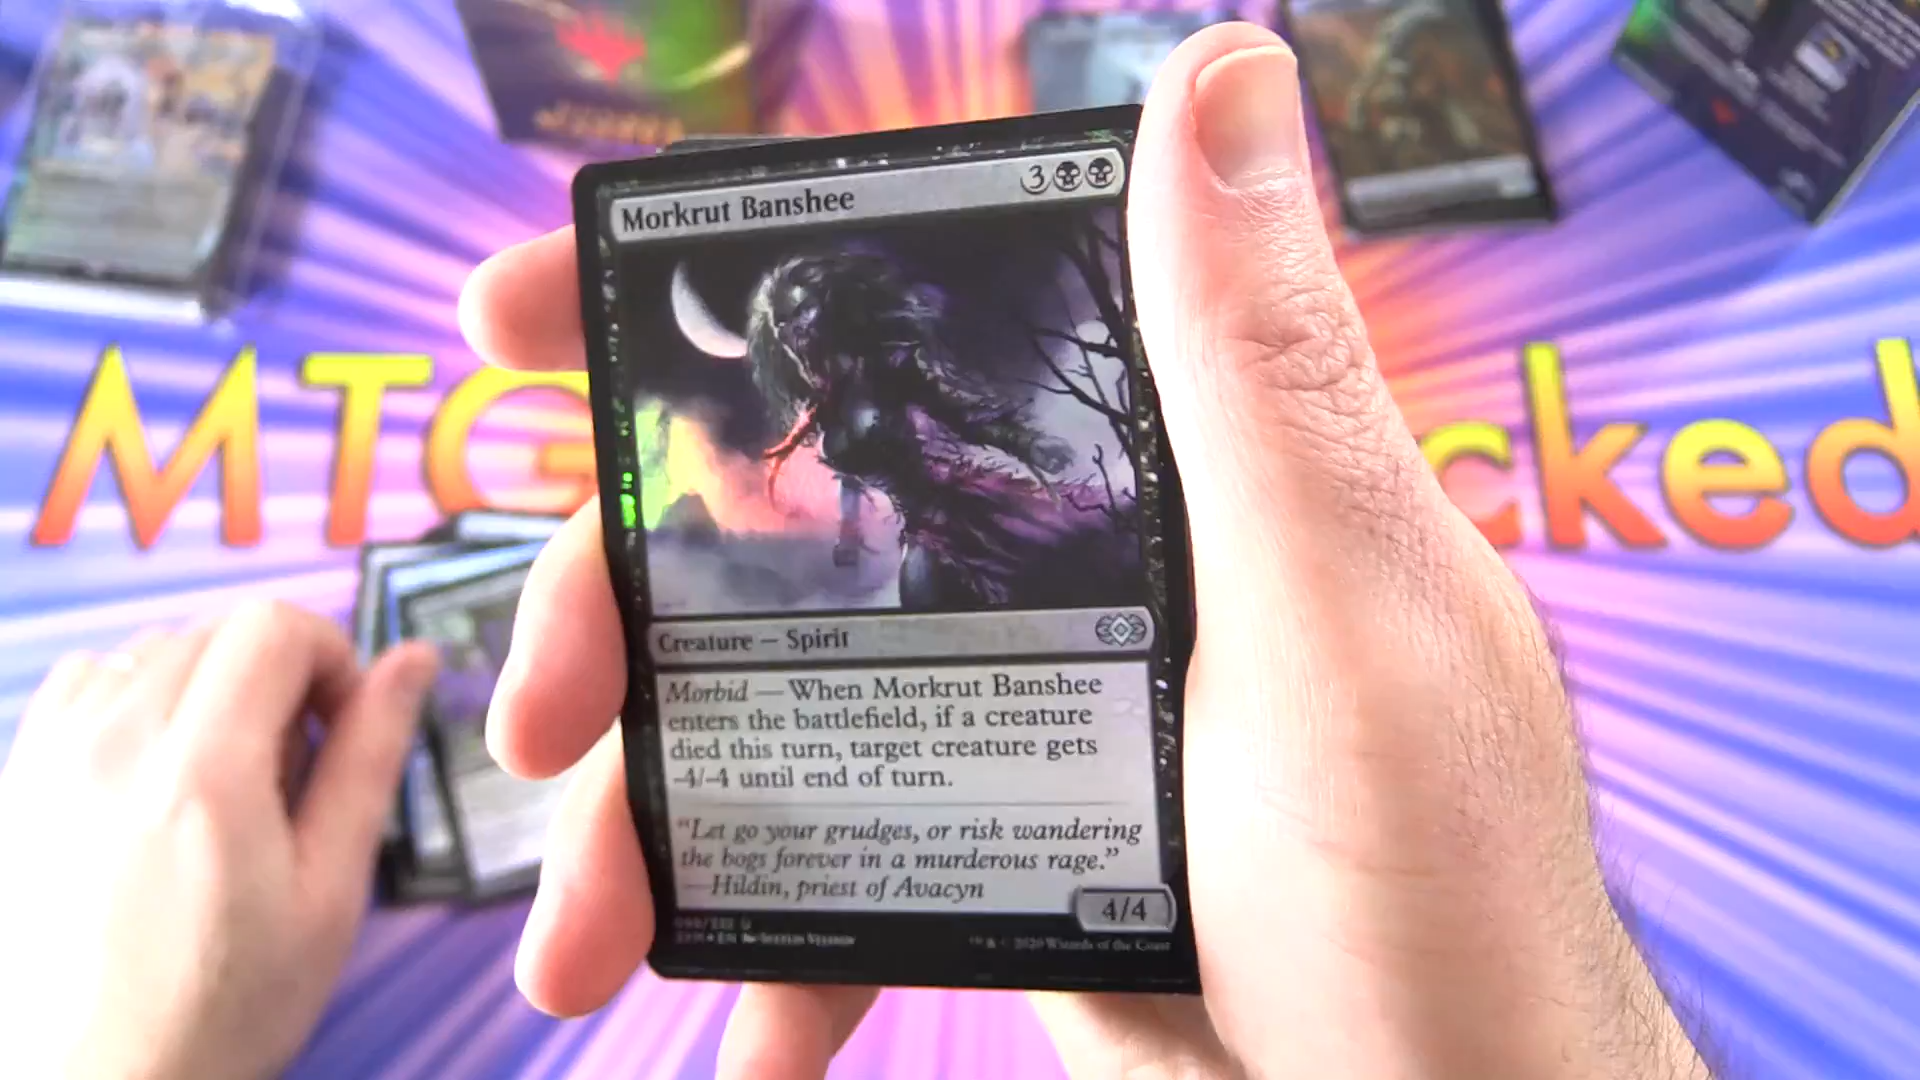 Morkrut Banshee
3
MTG
cked
Creature — Spirit
Morbid — When Morkrut Banshee
enters the battlefield, if a creature
died this turn, target creature gets
-4/-4 until end of turn.
“Let go your grudges, or risk wandering
the bogs forever in a murderous rage.”
—Hildin, priest of Avacyn
4/4
2020 Wizards of the Coast